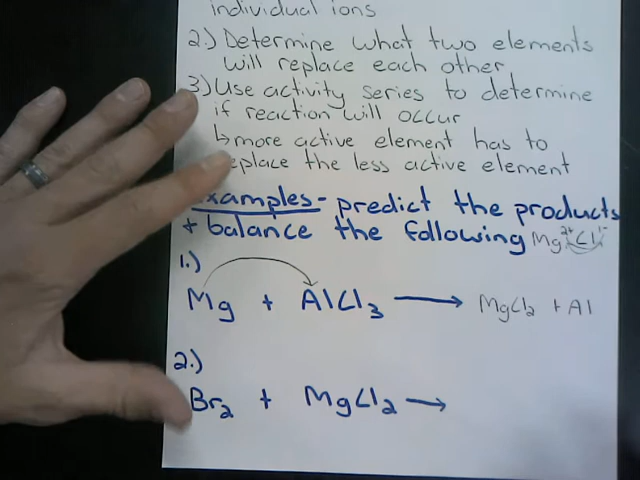 individual ions
2.) Determine what two elements
will replace each other
3) Use activity series to determine
if reaction will occur
↳more active element has to
eplace the less active element
xamples - predict the products
+ balance the following Mg²⁺Cl¹⁻
1.)
Mg + AlCl₃ → MgCl₂ + Al
2.)
Br₂ + MgCl₂ →